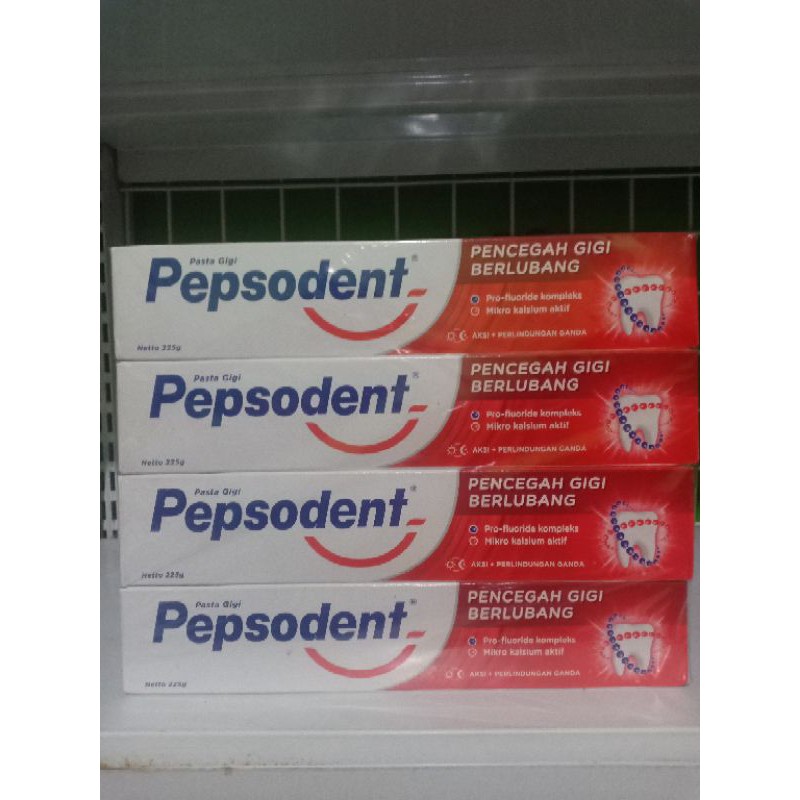 Pasta Gigi
Pepsodent®
Netto 225g
PENCEGAH GIGI
BERLUBANG
Pro-fluoride kompleks
Mikro kalsium aktif
AKSI + PERLINDUNGAN GANDA
Pasta Gigi
Pepsodent®
Netto 225g
PENCEGAH GIGI
BERLUBANG
Pro-fluoride kompleks
Mikro kalsium aktif
AKSI + PERLINDUNGAN GANDA
Pasta Gigi
Pepsodent®
Netto 225g
PENCEGAH GIGI
BERLUBANG
Pro-fluoride kompleks
Mikro kalsium aktif
AKSI + PERLINDUNGAN GANDA
Pasta Gigi
Pepsodent®
Netto 225g
PENCEGAH GIGI
BERLUBANG
Pro-fluoride kompleks
Mikro kalsium aktif
AKSI + PERLINDUNGAN GANDA